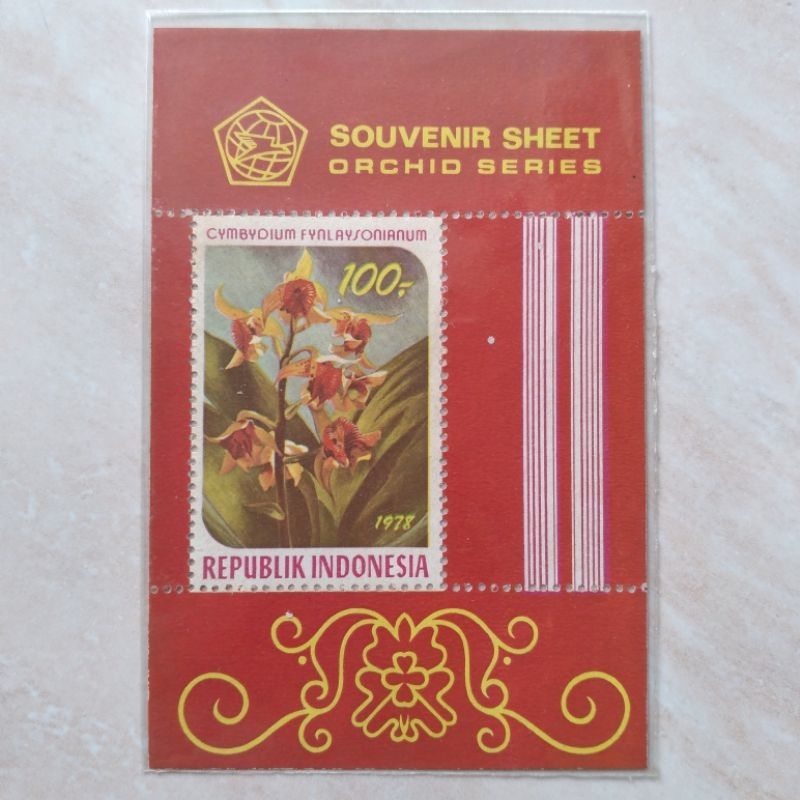 SOUVENIR SHEET
ORCHID SERIES
CYMBYDIUM FYNLAYSONIANUM
100,-
1978
REPUBLIK INDONESIA